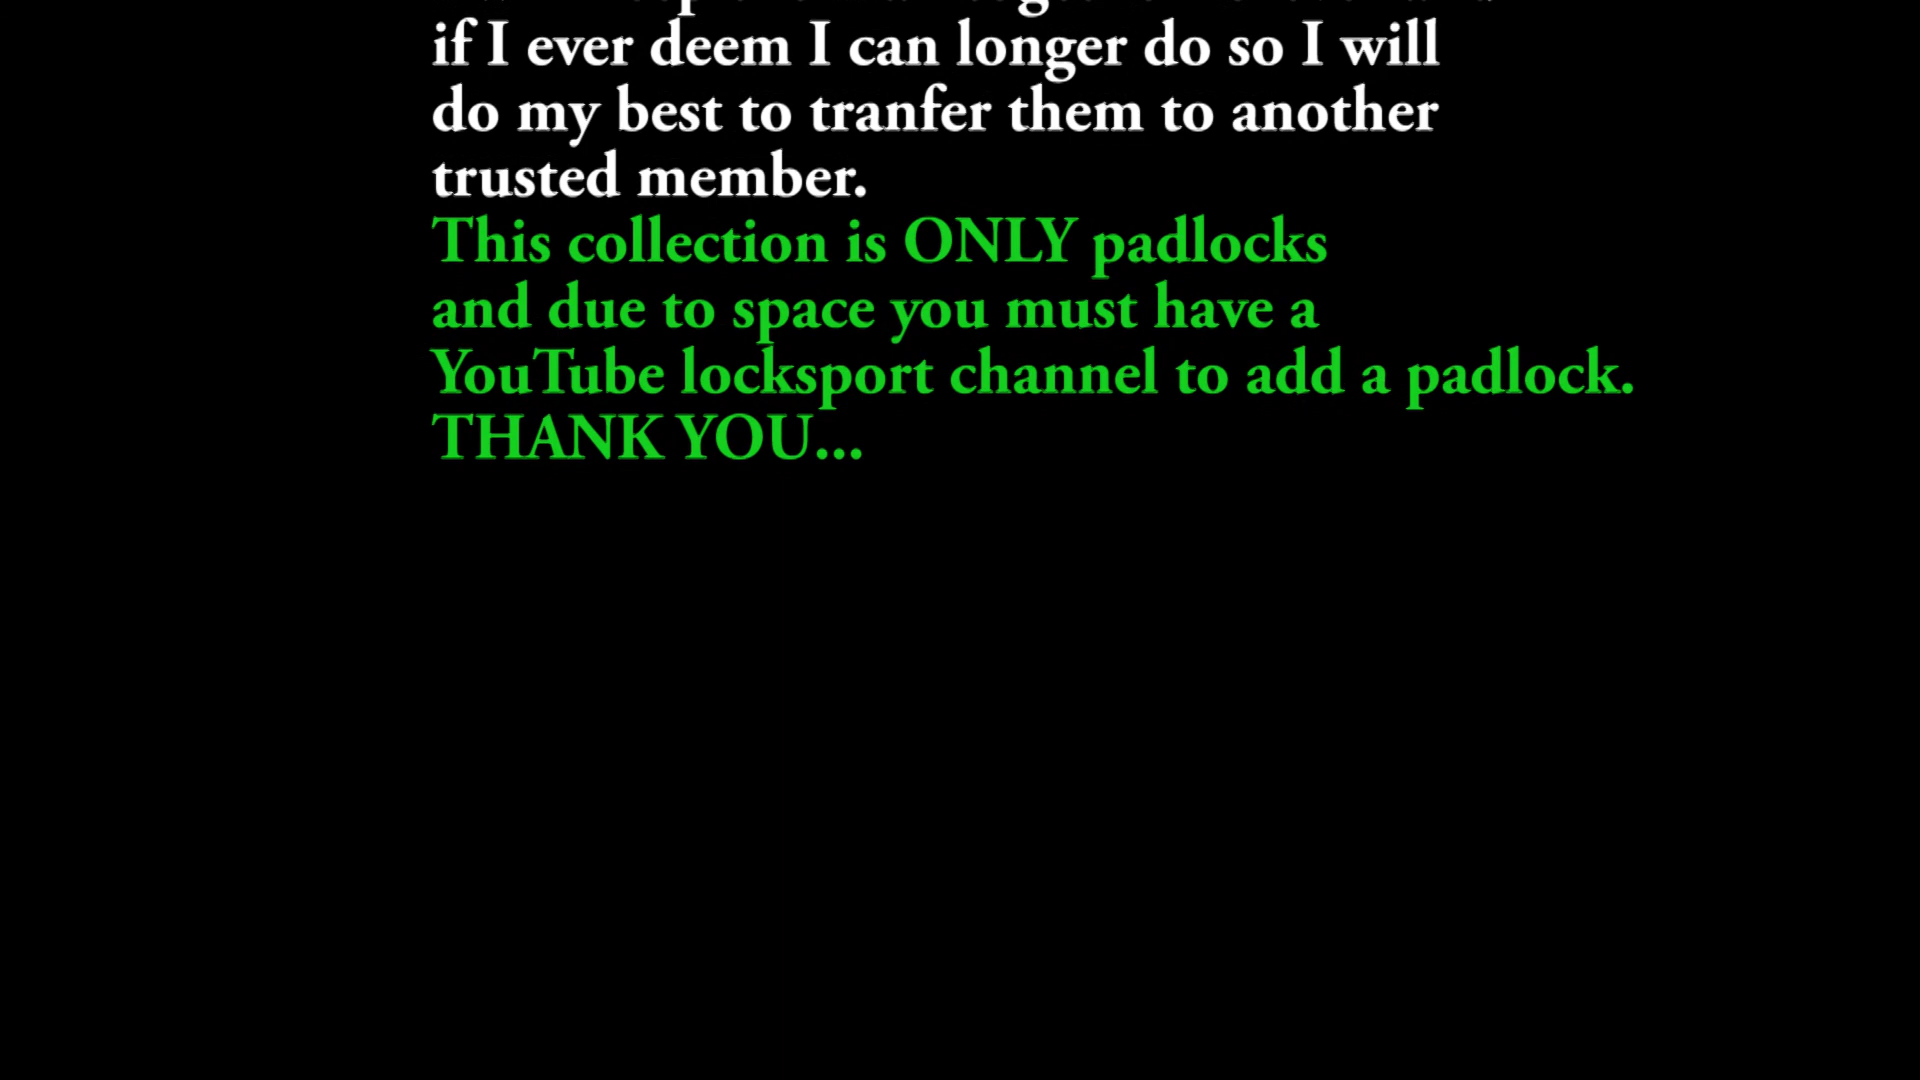 if I ever deem I can longer do so I will
do my best to tranfer them to another
trusted member.
This collection is ONLY padlocks
and due to space you must have a
YouTube locksport channel to add a padlock.
THANK YOU...